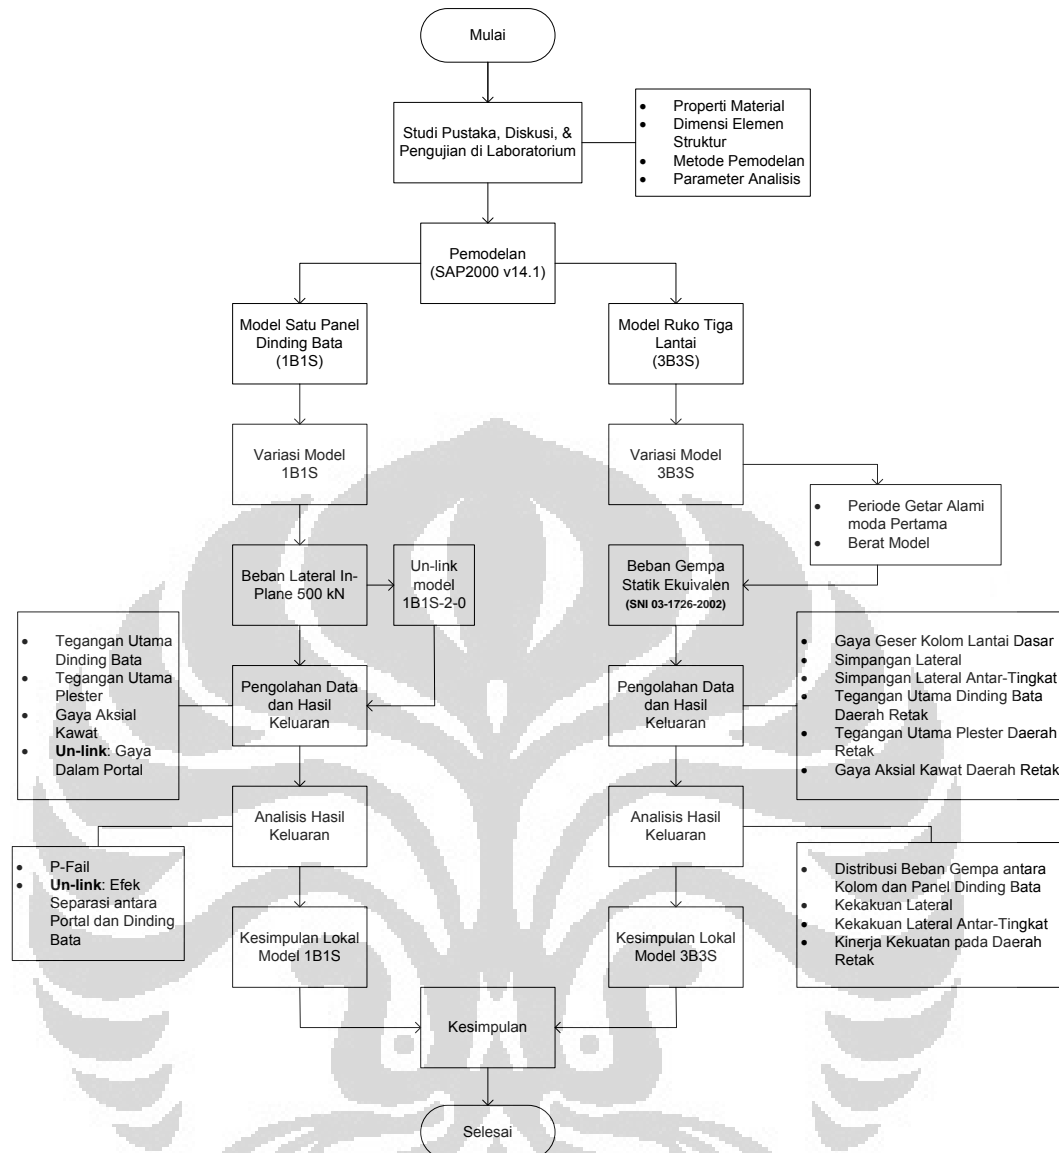 Mulai
Studi Pustaka, Diskusi, &
Pengujian di Laboratorium
• Properti Material
• Dimensi Elemen
Struktur
• Metode Pemodelan
• Parameter Analisis
Pemodelan
(SAP2000 v14.1)
Model Satu Panel
Dinding Bata
(1B1S)
Model Ruko Tiga
Lantai
(3B3S)
Variasi Model
1B1S
Variasi Model
3B3S
• Periode Getar Alami
moda Pertama
• Berat Model
Beban Lateral In-
Plane 500 kN
Un-link
model
1B1S-2-0
Beban Gempa
Statik Ekuivalen
(SNI 03-1726-2002)
• Tegangan Utama
Dinding Bata
• Tegangan Utama
Plester
• Gaya Aksial
Kawat
• Un-link: Gaya
Dalam Portal
Pengolahan Data
dan Hasil
Keluaran
Pengolahan Data
dan Hasil
Keluaran
• Gaya Geser Kolom Lantai Dasar
• Simpangan Lateral
• Simpangan Lateral Antar-Tingkat
• Tegangan Utama Dinding Bata
Daerah Retak
• Tegangan Utama Plester Daerah
Retak
• Gaya Aksial Kawat Daerah Retak
Analisis Hasil
Keluaran
Analisis Hasil
Keluaran
• P-Fail
• Un-link: Efek
Separasi antara
Portal dan Dinding
Bata
• Distribusi Beban Gempa antara
Kolom dan Panel Dinding Bata
• Kekakuan Lateral
• Kekakuan Lateral Antar-Tingkat
• Kinerja Kekuatan pada Daerah
Retak
Kesimpulan Lokal
Model 1B1S
Kesimpulan Lokal
Model 3B3S
Kesimpulan
Selesai